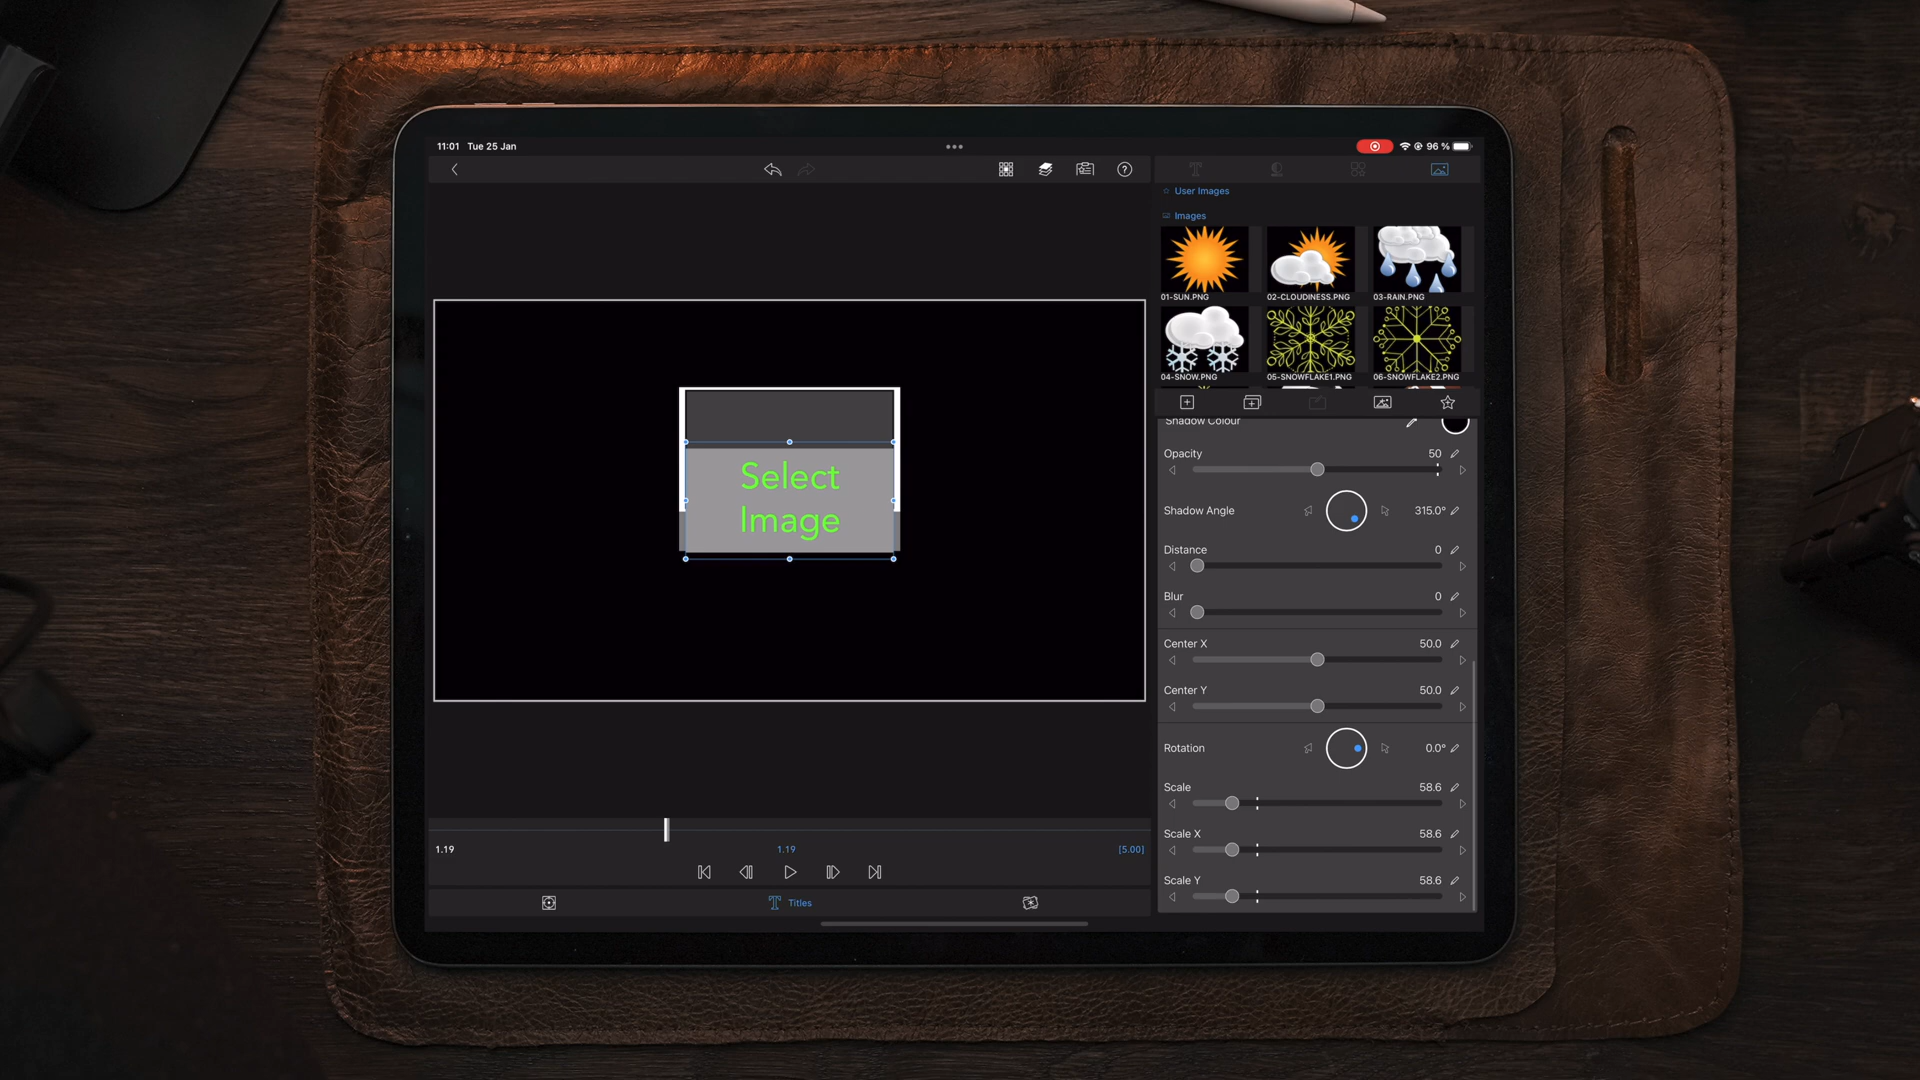 11:01 Tue 25 Jan
96 %
User Images
Images
01-SUN.PNG
02-CLOUDINESS.PNG
03-RAIN.PNG
04-SNOW.PNG
05-SNOWFLAKE1.PNG
06-SNOWFLAKE2.PNG
Shadow Colour
Opacity 50
Shadow Angle 315.0°
Distance 0
Blur 0
Center X 50.0
Center Y 50.0
Rotation 0.0°
Scale 58.6
Scale X 58.6
Scale Y 58.6
Select
Image
1.19 1.19 [5.00]
Titles